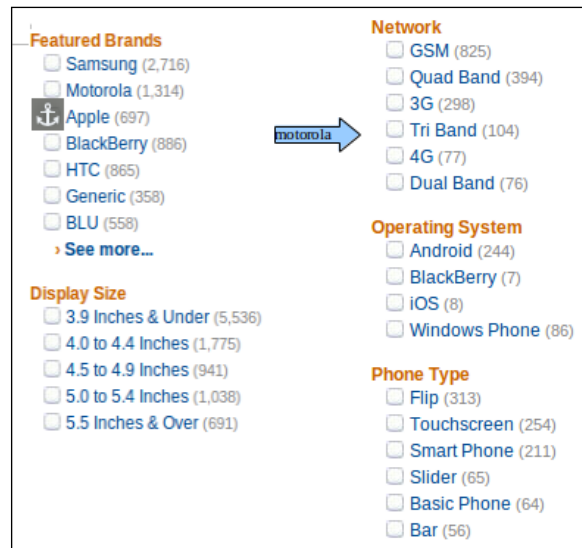 Featured Brands
Samsung (2,716)
Motorola (1,314)
Apple (697)
BlackBerry (886)
HTC (865)
Generic (358)
BLU (558)
› See more...
Display Size
3.9 Inches & Under (5,536)
4.0 to 4.4 Inches (1,775)
4.5 to 4.9 Inches (941)
5.0 to 5.4 Inches (1,038)
5.5 Inches & Over (691)
motorola
Network
GSM (825)
Quad Band (394)
3G (298)
Tri Band (104)
4G (77)
Dual Band (76)
Operating System
Android (244)
BlackBerry (7)
iOS (8)
Windows Phone (86)
Phone Type
Flip (313)
Touchscreen (254)
Smart Phone (211)
Slider (65)
Basic Phone (64)
Bar (56)